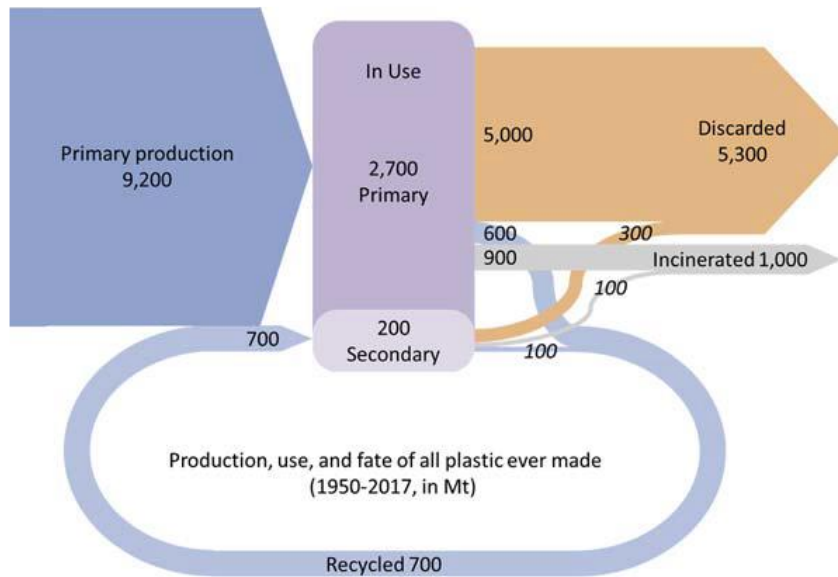 In Use
Primary production
9,200
2,700
Primary
5,000
Discarded
5,300
600
300
900
Incinerated 1,000
100
700
200
Secondary
100
Production, use, and fate of all plastic ever made
(1950-2017, in Mt)
Recycled 700